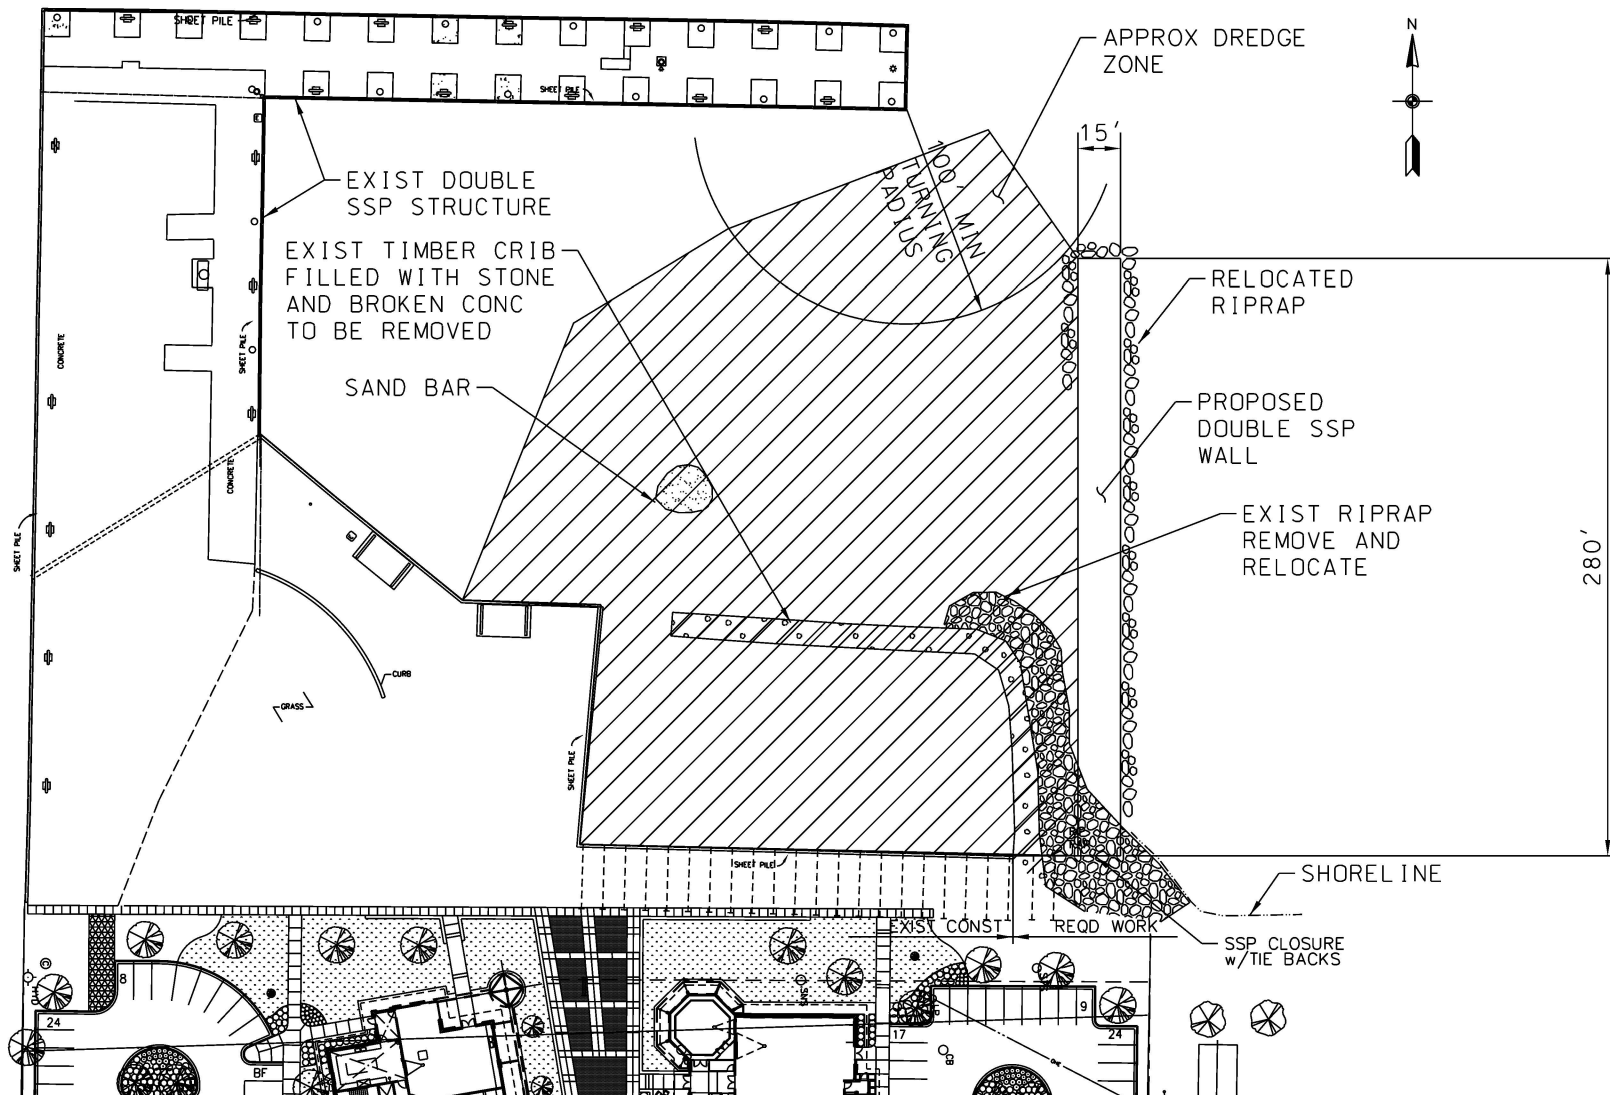 SHEET PILE
N
APPROX DREDGE
ZONE
15'
SHEET PILE
100' MIN
TURNING
RADIUS
EXIST DOUBLE
SSP STRUCTURE
EXIST TIMBER CRIB
FILLED WITH STONE
AND BROKEN CONC
TO BE REMOVED
RELOCATED
RIPRAP
CONCRETE
SHEET PILE
SAND BAR
PROPOSED
DOUBLE SSP
WALL
CONCRETE
EXIST RIPRAP
REMOVE AND
RELOCATE
280'
SHEET PILE
CURB
GRASS
SHEET PILE
SHEET PILE
SHORELINE
EXIST CONST
REQD WORK
SSP CLOSURE
w/TIE BACKS
8
24
BF
17
9
24
CB